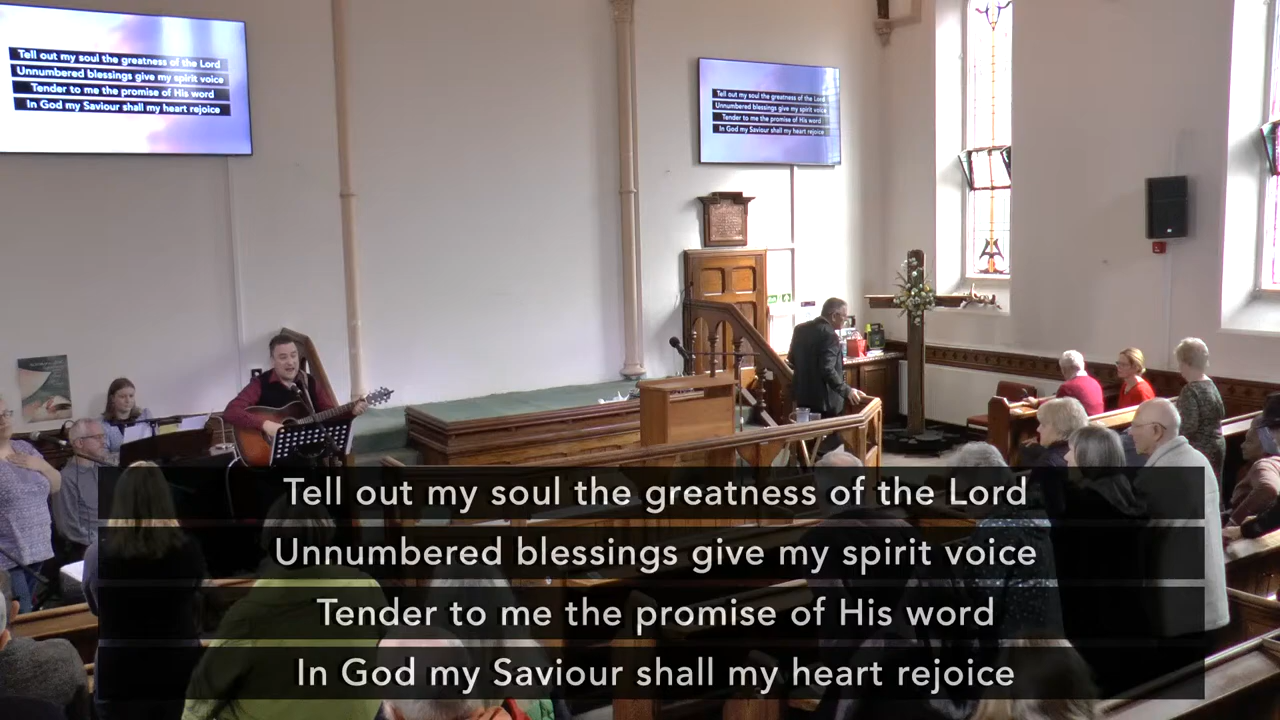 Tell out my soul the greatness of the Lord
Unnumbered blessings give my spirit voice
Tender to me the promise of His word
In God my Saviour shall my heart rejoice
Tell out my soul the greatness of the Lord
Unnumbered blessings give my spirit voice
Tender to me the promise of His word
In God my Saviour shall my heart rejoice
Tell out my soul the greatness of the Lord
Unnumbered blessings give my spirit voice
Tender to me the promise of His word
In God my Saviour shall my heart rejoice